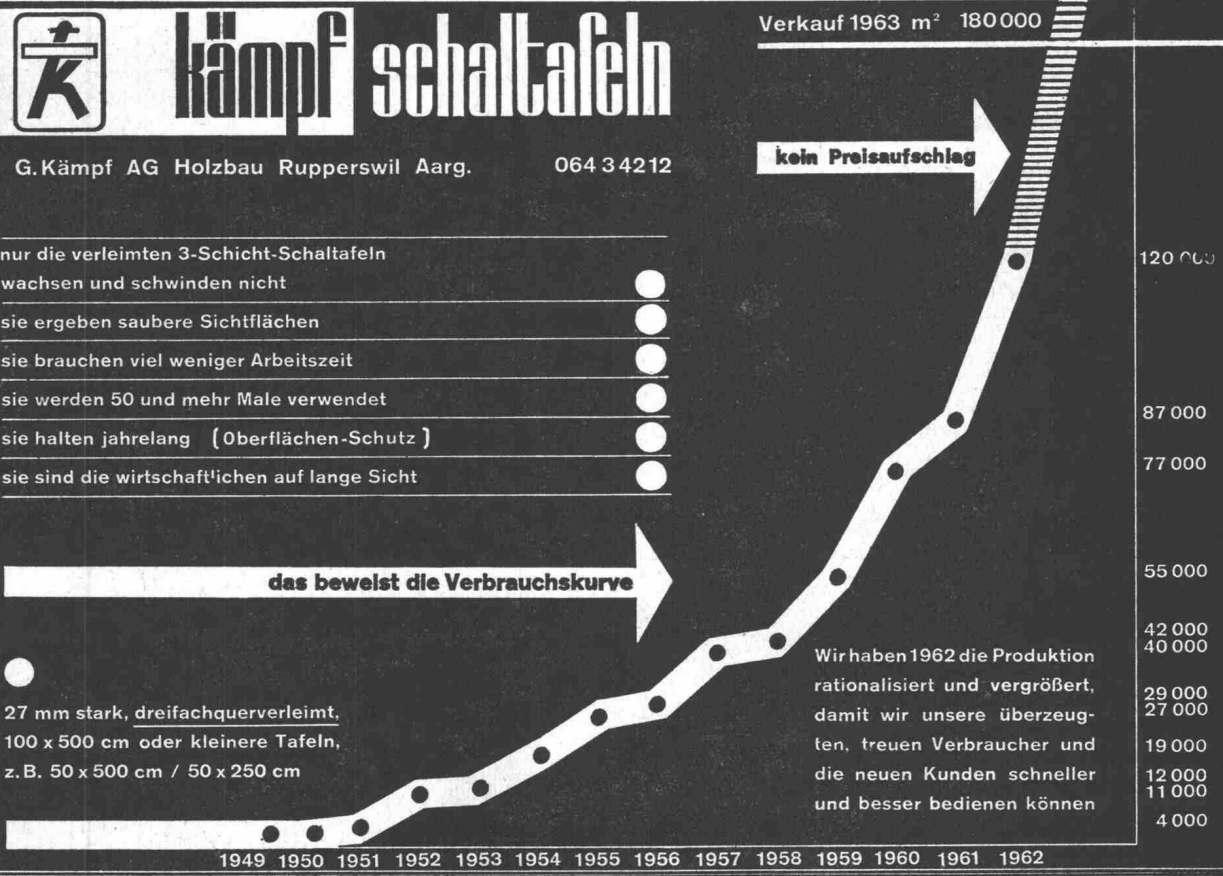 kämpf schaltafeln
G. Kämpf AG Holzbau Rupperswil Aarg. 064 3 42 12
Verkauf 1963 m² 180 000
kein Preisaufschlag
nur die verleimten 3-Schicht-Schaltafeln
wachsen und schwinden nicht
sie ergeben saubere Sichtflächen
sie brauchen viel weniger Arbeitszeit
sie werden 50 und mehr Male verwendet
sie halten jahrelang (Oberflächen-Schutz)
sie sind die wirtschaftlichen auf lange Sicht
das beweist die Verbrauchskurve
27 mm stark, dreifachquerverleimt,
100 x 500 cm oder kleinere Tafeln,
z.B. 50 x 500 cm / 50 x 250 cm
Wir haben 1962 die Produktion
rationalisiert und vergrößert,
damit wir unsere überzeug-
ten, treuen Verbraucher und
die neuen Kunden schneller
und besser bedienen können
120 000
87 000
77 000
55 000
42 000
40 000
29 000
27 000
19 000
12 000
11 000
4 000
1949 1950 1951 1952 1953 1954 1955 1956 1957 1958 1959 1960 1961 1962